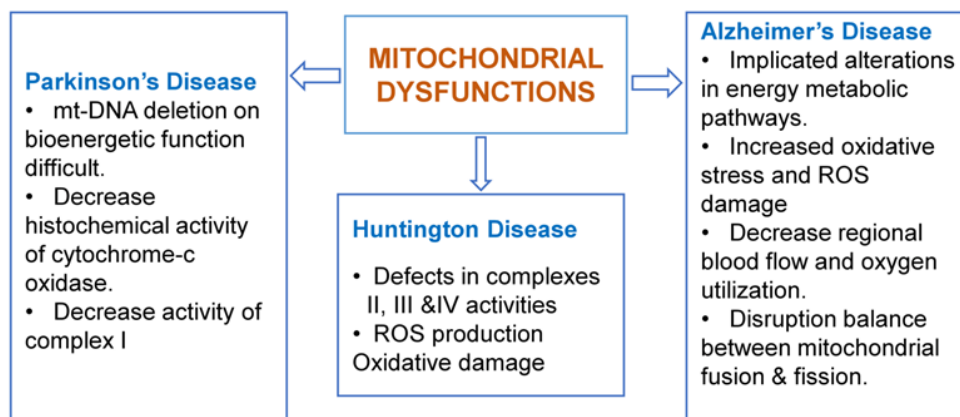 MITOCHONDRIAL
DYSFUNCTIONS
Parkinson’s Disease
• mt-DNA deletion on
bioenergetic function
difficult.
• Decrease
histochemical activity
of cytochrome-c
oxidase.
• Decrease activity of
complex I
Huntington Disease
• Defects in complexes
II, III &IV activities
• ROS production
Oxidative damage
Alzheimer’s Disease
• Implicated alterations
in energy metabolic
pathways.
• Increased oxidative
stress and ROS
damage
• Decrease regional
blood flow and oxygen
utilization.
• Disruption balance
between mitochondrial
fusion & fission.